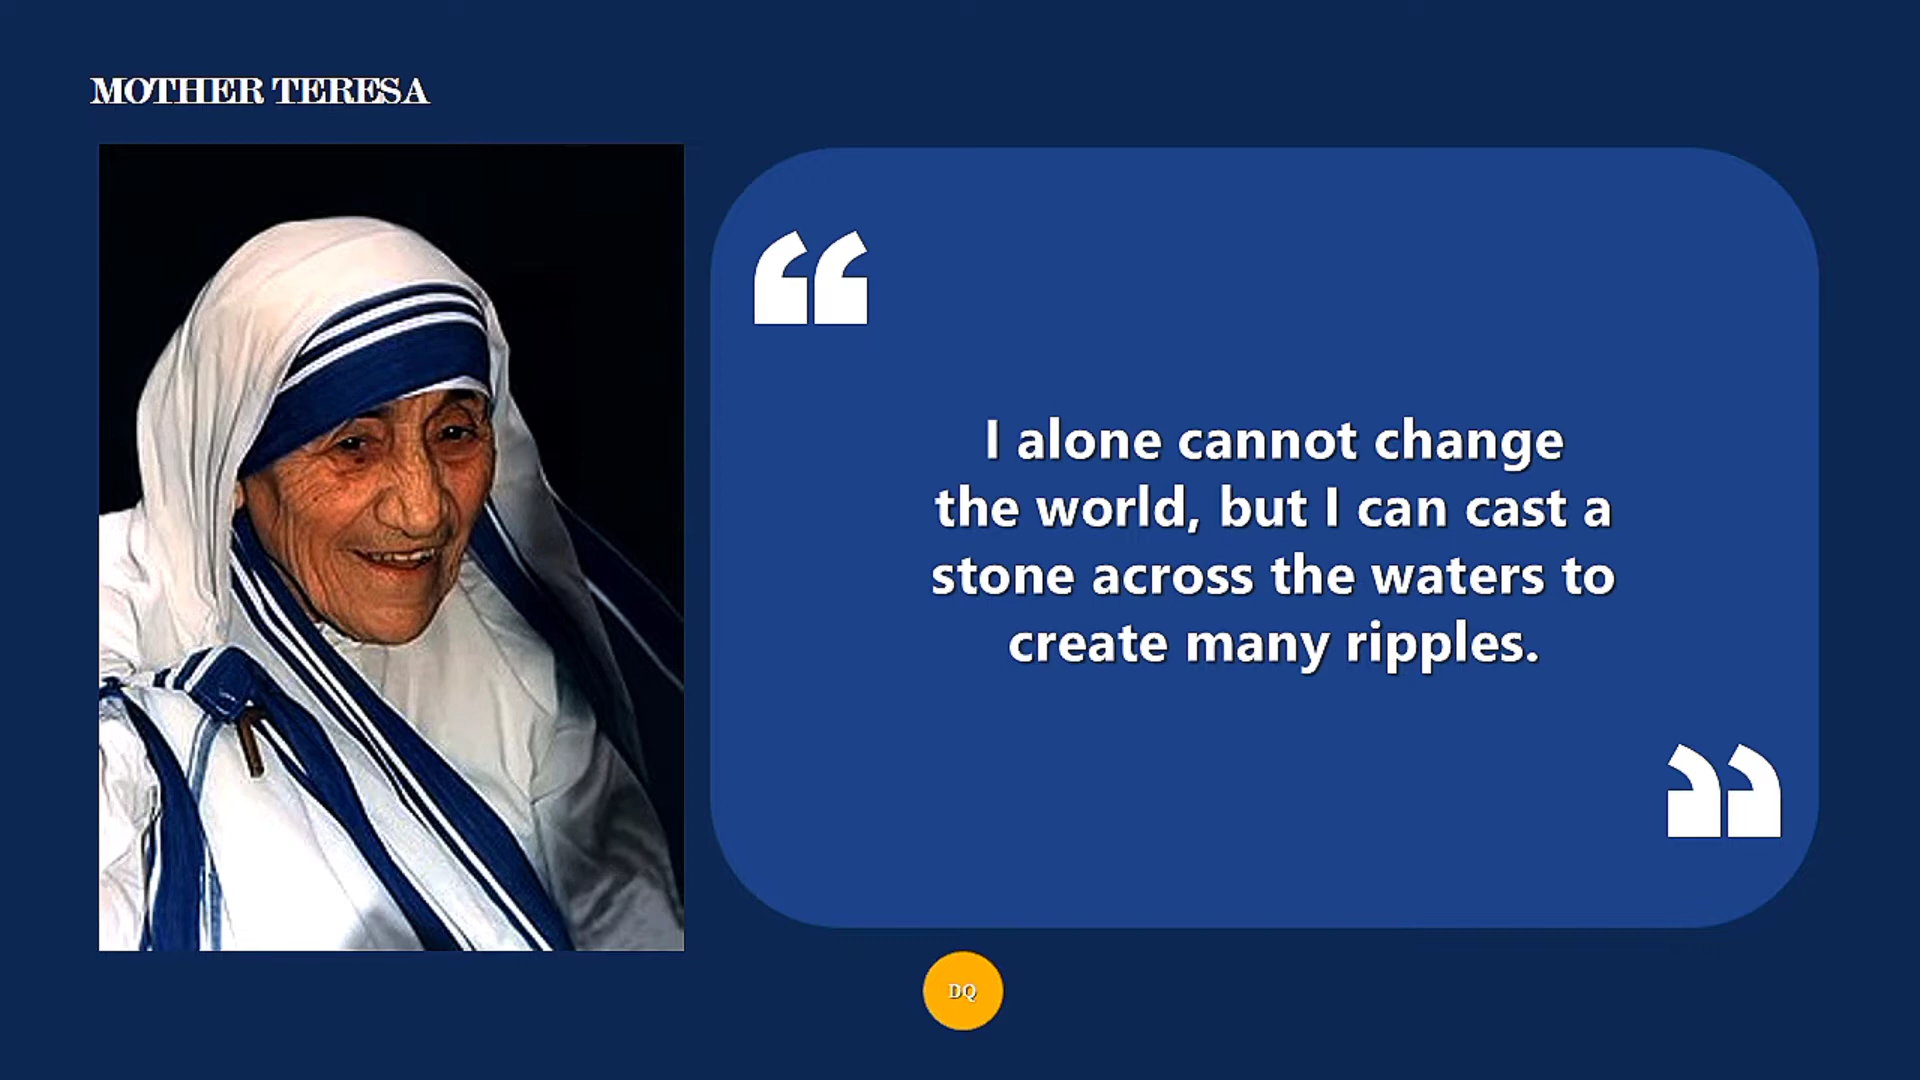 MOTHER TERESA
I alone cannot change
the world, but I can cast a
stone across the waters to
create many ripples.
DQ